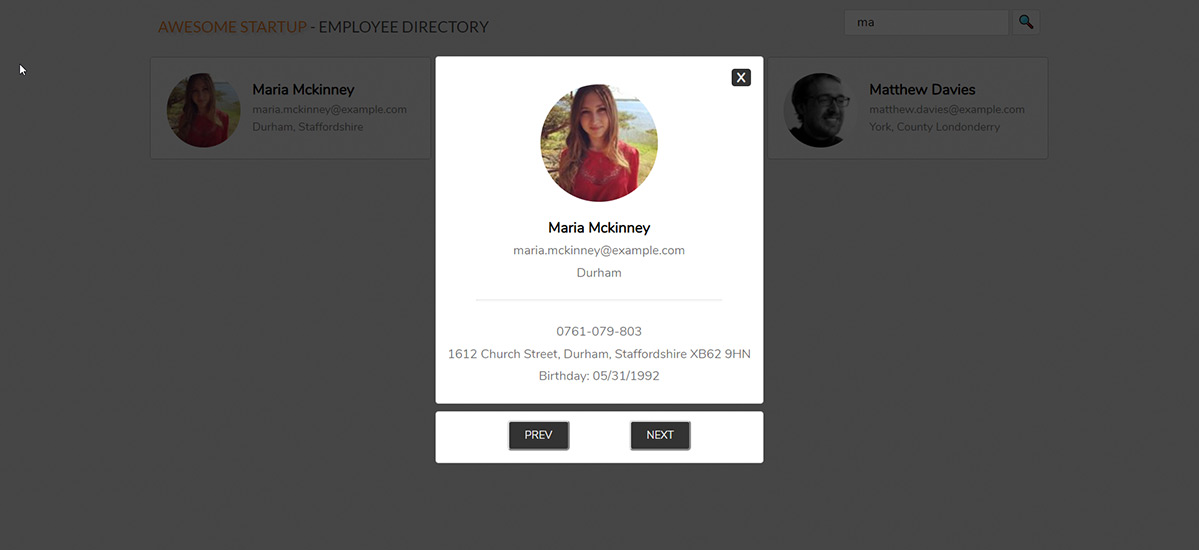 AWESOME STARTUP - EMPLOYEE DIRECTORY
ma
Maria Mckinney
maria.mckinney@example.com
Durham, Staffordshire
Matthew Davies
matthew.davies@example.com
York, County Londonderry
X
Maria Mckinney
maria.mckinney@example.com
Durham
0761-079-803
1612 Church Street, Durham, Staffordshire XB62 9HN
Birthday: 05/31/1992
PREV
NEXT